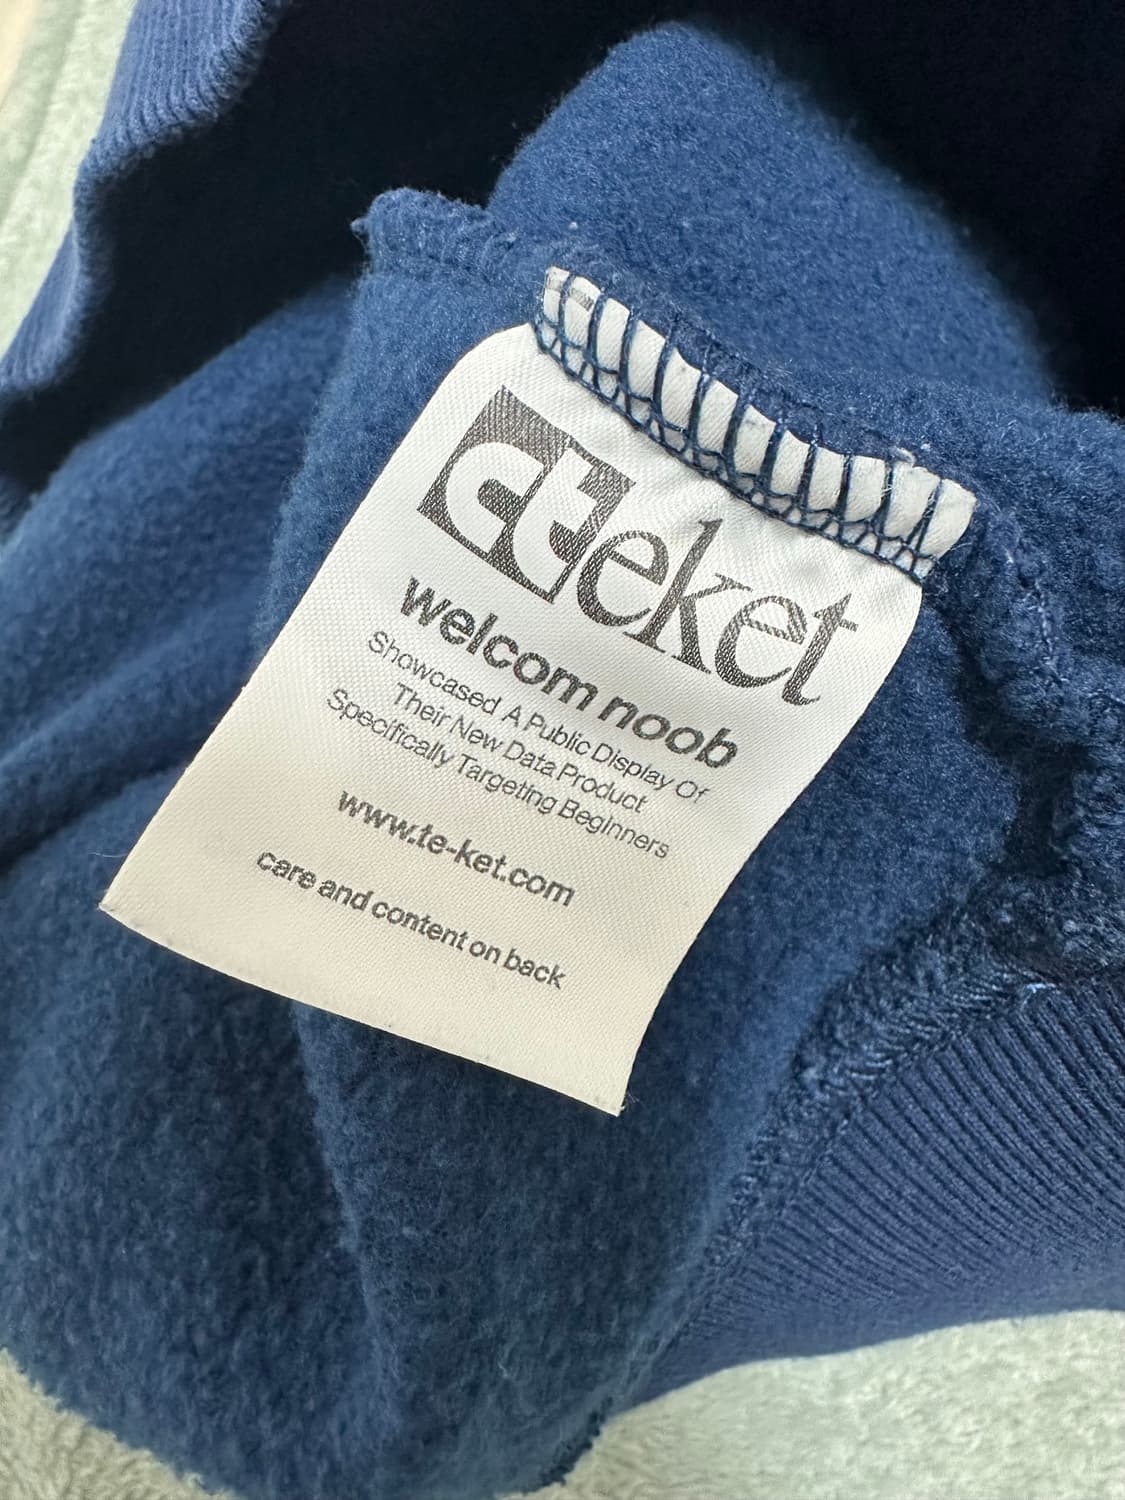 teket
welcom noob
Showcased A Public Display Of
Their New Data Product
Specifically Targeting Beginners
www.te-ket.com
care and content on back